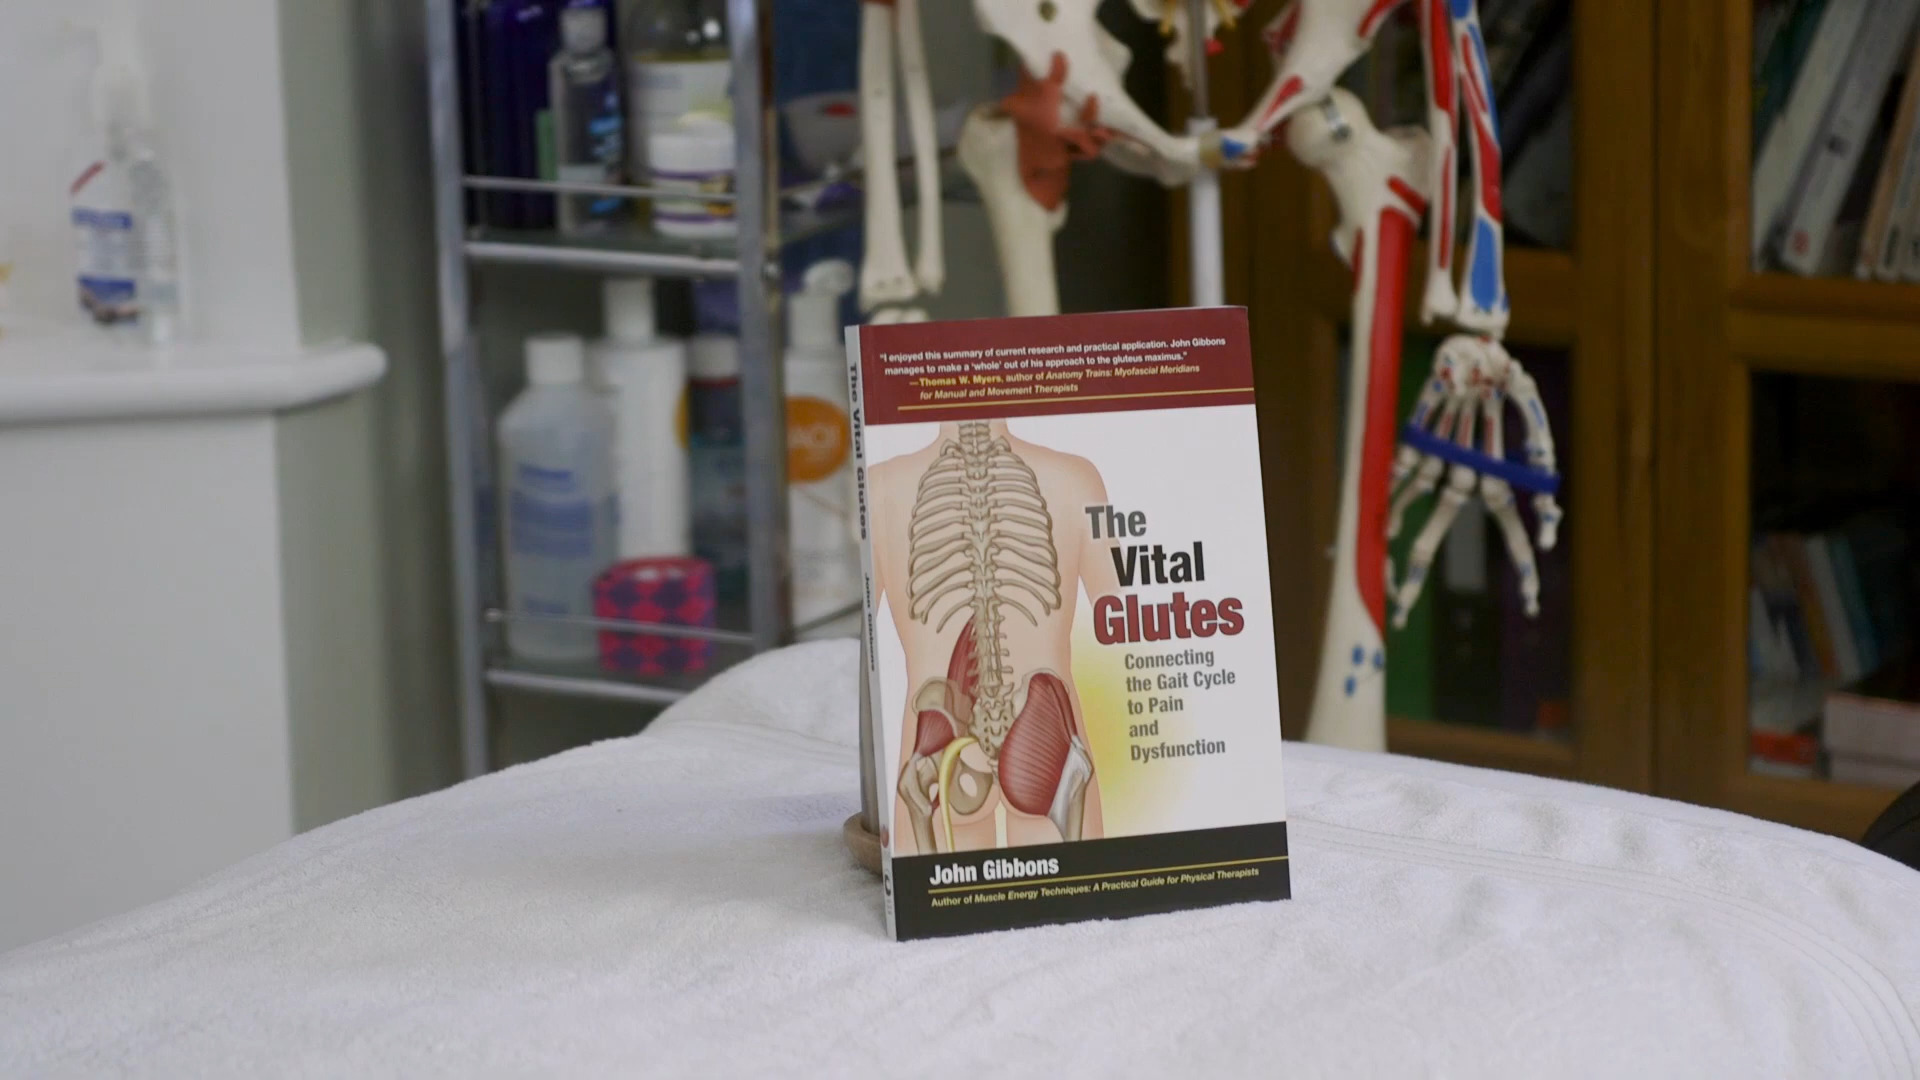 "I enjoyed this summary of current research and practical application. John Gibbons
manages to make a 'whole' out of his approach to the gluteus maximus."
—Thomas W. Myers, author of Anatomy Trains: Myofascial Meridians
for Manual and Movement Therapists
The
Vital
Glutes
Connecting
the Gait Cycle
to Pain
and
Dysfunction
John Gibbons
Author of Muscle Energy Techniques: A Practical Guide for Physical Therapists
The Vital Glutes
John Gibbons